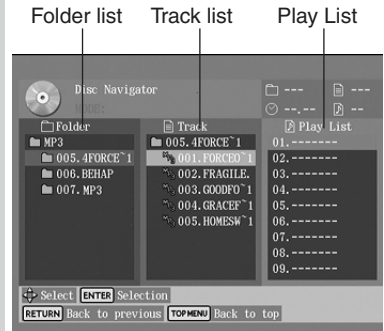 Folder list Track list Play List
Disc Navigator
MODE:
--- ---
--.-- ---
Folder Track Play List
MP3 005.4FORCE~1 01.--------
005.4FORCE~1 001.FORCEO~1 02.--------
006.BEHAP 002.FRAGILE. 03.--------
007.MP3 003.GOODFO~1 04.--------
004.GRACEF~1 05.--------
005.HOMESW~1 06.--------
07.--------
08.--------
09.--------
Select ENTER Selection
RETURN Back to previous TOP MENU Back to top